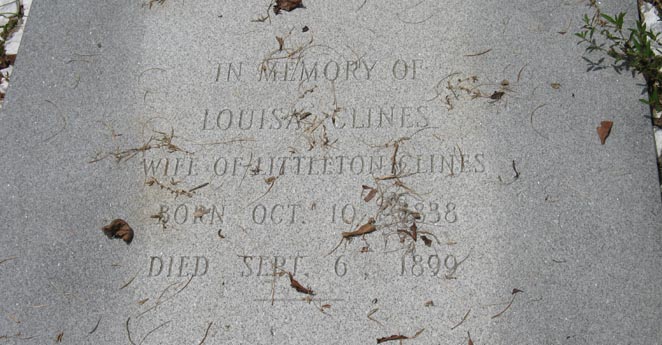 IN MEMORY OF
LOUISA CLINES
WIFE OF LITTLETON CLINES
BORN OCT. 10, 1838
DIED SEPT. 6, 1899